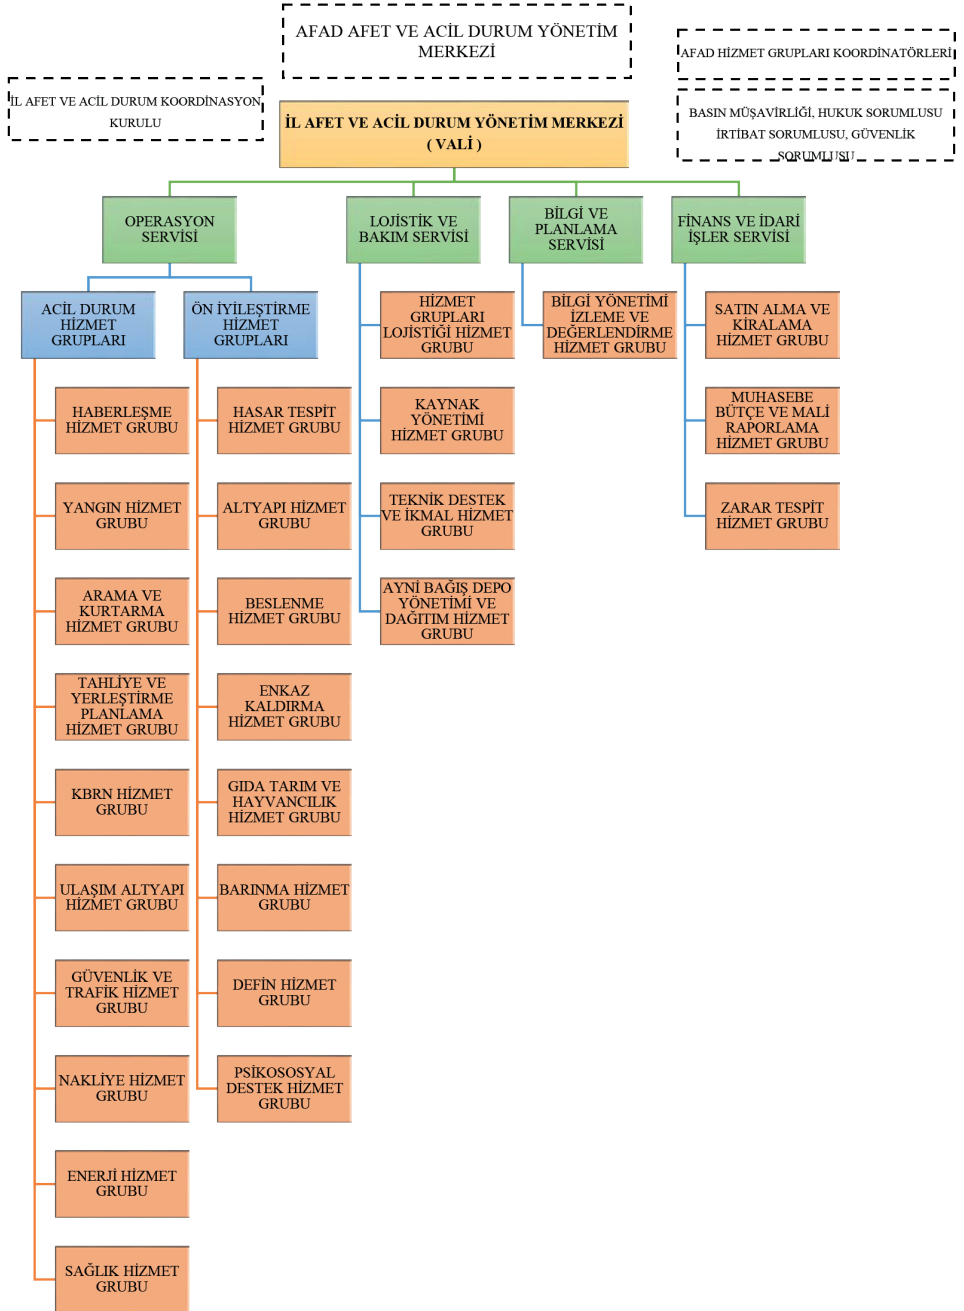 AFAD AFET VE ACİL DURUM YÖNETİM
MERKEZİ
AFAD HİZMET GRUPLARI KOORDİNATÖRLERİ
İL AFET VE ACİL DURUM KOORDİNASYON
KURULU
BASIN MÜŞAVİRLİĞİ, HUKUK SORUMLUSU
İRTİBAT SORUMLUSU, GÜVENLİK
SORUMLUSU
İL AFET VE ACİL DURUM YÖNETİM MERKEZİ
( VALİ )
OPERASYON
SERVİSİ
LOJİSTİK VE
BAKIM SERVİSİ
BİLGİ VE
PLANLAMA
SERVİSİ
FİNANS VE İDARİ
İŞLER SERVİSİ
ACİL DURUM
HİZMET
GRUPLARI
ÖN İYİLEŞTİRME
HİZMET
GRUPLARI
HİZMET
GRUPLARI
LOJİSTİĞİ HİZMET
GRUBU
BİLGİ YÖNETİMİ
İZLEME VE
DEĞERLENDİRME
HİZMET GRUBU
SATIN ALMA VE
KİRALAMA
HİZMET GRUBU
HABERLEŞME
HİZMET GRUBU
HASAR TESPİT
HİZMET GRUBU
KAYNAK
YÖNETİMİ
HİZMET GRUBU
MUHASEBE
BÜTÇE VE MALİ
RAPORLAMA
HİZMET GRUBU
YANGIN HİZMET
GRUBU
ALTYAPI HİZMET
GRUBU
TEKNİK DESTEK
VE İKMAL HİZMET
GRUBU
ZARAR TESPİT
HİZMET GRUBU
ARAMA VE
KURTARMA
HİZMET GRUBU
BESLENME
HİZMET GRUBU
AYNİ BAĞIŞ DEPO
YÖNETİMİ VE
DAĞITIM HİZMET
GRUBU
TAHLİYE VE
YERLEŞTİRME
PLANLAMA
HİZMET GRUBU
ENKAZ
KALDIRMA
HİZMET GRUBU
KBRN HİZMET
GRUBU
GIDA TARIM VE
HAYVANCILIK
HİZMET GRUBU
ULAŞIM ALTYAPI
HİZMET GRUBU
BARINMA HİZMET
GRUBU
GÜVENLİK VE
TRAFİK HİZMET
GRUBU
DEFİN HİZMET
GRUBU
NAKLİYE HİZMET
GRUBU
PSİKOSOSYAL
DESTEK HİZMET
GRUBU
ENERJİ HİZMET
GRUBU
SAĞLIK HİZMET
GRUBU